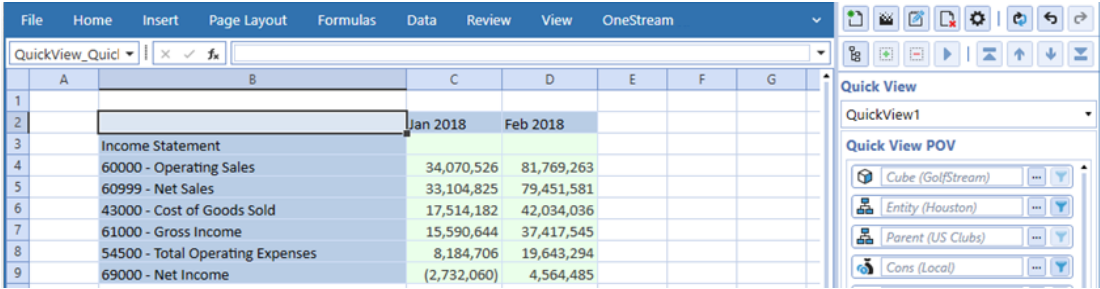 File Home Insert Page Layout Formulas Data Review View OneStream
QuickView_Quicl fx
A B C D E F G
1
2 Jan 2018 Feb 2018
3 Income Statement
4 60000 - Operating Sales 34,070,526 81,769,263
5 60999 - Net Sales 33,104,825 79,451,581
6 43000 - Cost of Goods Sold 17,514,182 42,034,036
7 61000 - Gross Income 15,590,644 37,417,545
8 54500 - Total Operating Expenses 8,184,706 19,643,294
9 69000 - Net Income (2,732,060) 4,564,485
Quick View
QuickView1
Quick View POV
Cube (GolfStream) ...
Entity (Houston) ...
Parent (US Clubs) ...
Cons (Local) ...